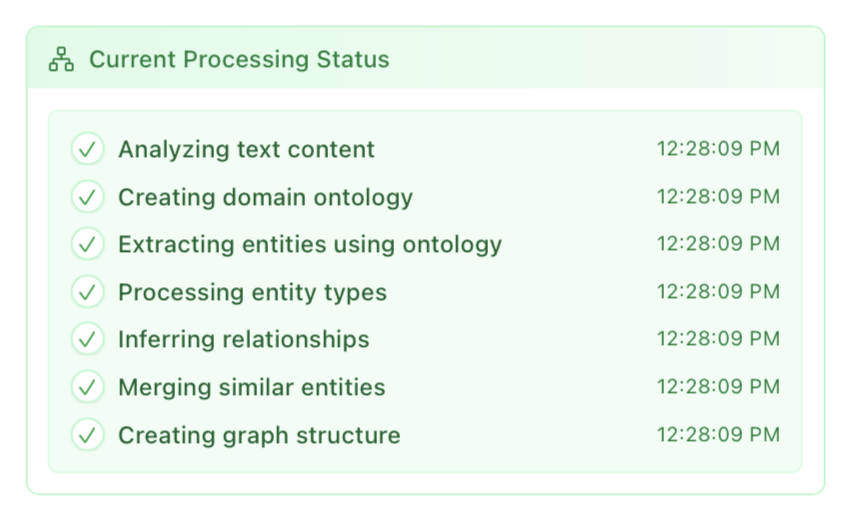 Current Processing Status
Analyzing text content 12:28:09 PM
Creating domain ontology 12:28:09 PM
Extracting entities using ontology 12:28:09 PM
Processing entity types 12:28:09 PM
Inferring relationships 12:28:09 PM
Merging similar entities 12:28:09 PM
Creating graph structure 12:28:09 PM